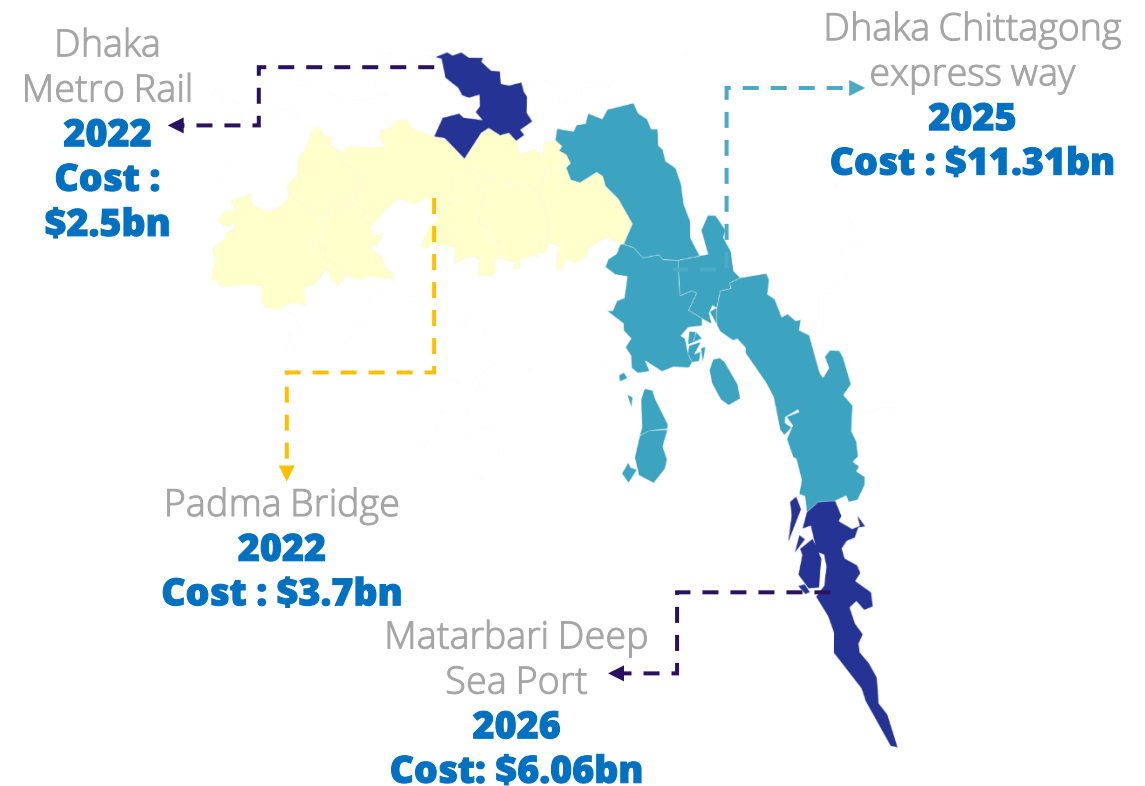 Dhaka
Metro Rail
2022
Cost :
$2.5bn
Dhaka Chittagong
express way
2025
Cost : $11.31bn
Padma Bridge
2022
Cost : $3.7bn
Matarbari Deep
Sea Port
2026
Cost: $6.06bn